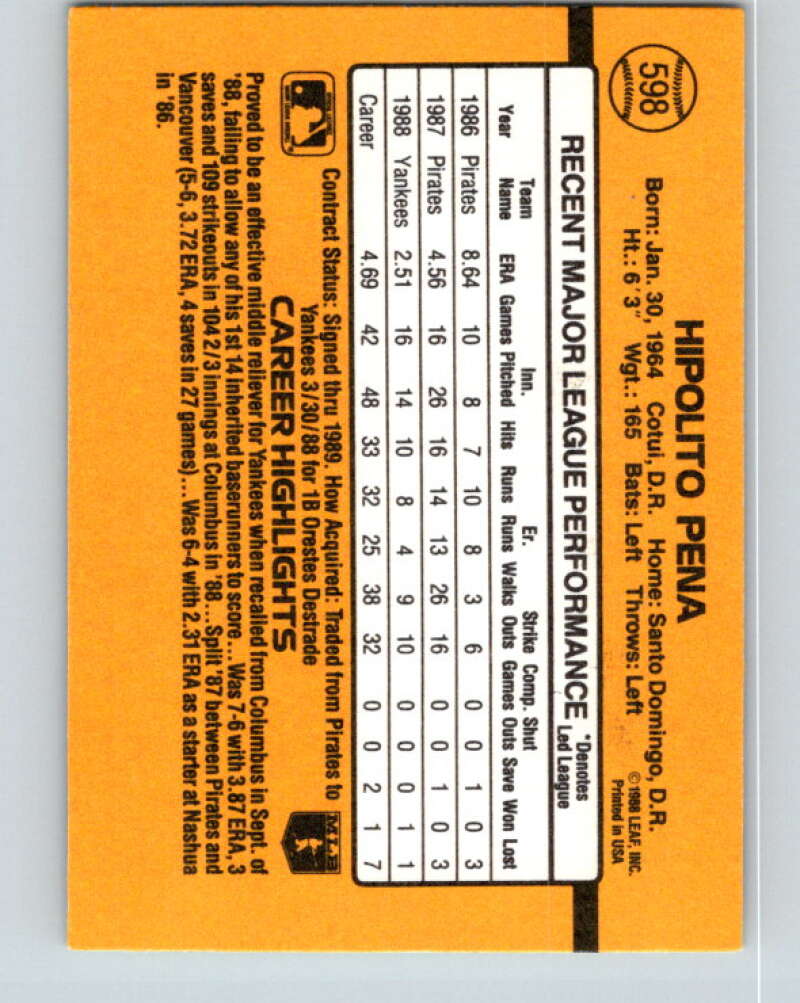 598
HIPOLITO PENA
Born: Jan. 30, 1964 Cotui, D.R. Home: Santo Domingo, D.R.
Ht.: 6'3" Wgt.: 165 Bats: Left Throws: Left
© 1988 LEAF, INC.
Printed in USA
RECENT MAJOR LEAGUE PERFORMANCE *Denotes
Led League
Team Inn. Er. Strike Comp. Shut
Year Name ERA Games Pitched Hits Runs Runs Walks Outs Games Outs Save Won Lost
1986 Pirates 8.64 10 8 7 10 8 3 6 0 0 1 0 3
1987 Pirates 4.56 16 26 16 14 13 26 16 0 0 1 0 3
1988 Yankees 2.51 16 14 10 8 4 9 10 0 0 0 1 1
Career 4.69 42 48 33 32 25 38 32 0 0 2 1 7
Contract Status: Signed thru 1989. How Acquired: Traded from Pirates to
Yankees 3/30/88 for 1B Orestes Destrade
MLB
CAREER HIGHLIGHTS
Proved to be an effective middle reliever for Yankees when recalled from Columbus in Sept. of
'88, failing to allow any of his 1st 14 inherited baserunners to score... Was 7-6 with 3.87 ERA, 3
saves and 109 strikeouts in 104 2/3 innings at Columbus in '88... Split '87 between Pirates and
Vancouver (5-6, 3.72 ERA, 4 saves in 27 games)... Was 6-4 with 2.31 ERA as a starter at Nashua
in '86.